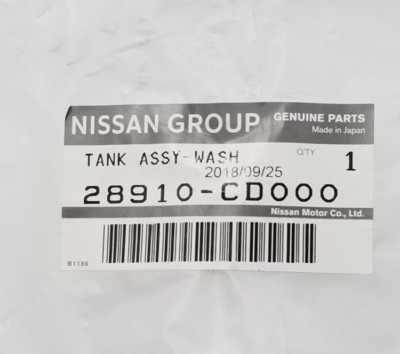 NISSAN GROUP GENUINE PARTS
Made in Japan
TANK ASSY-WASH Q'TY 1
2018/09/25
28910-CD000
Nissan Motor Co., Ltd.
B1186